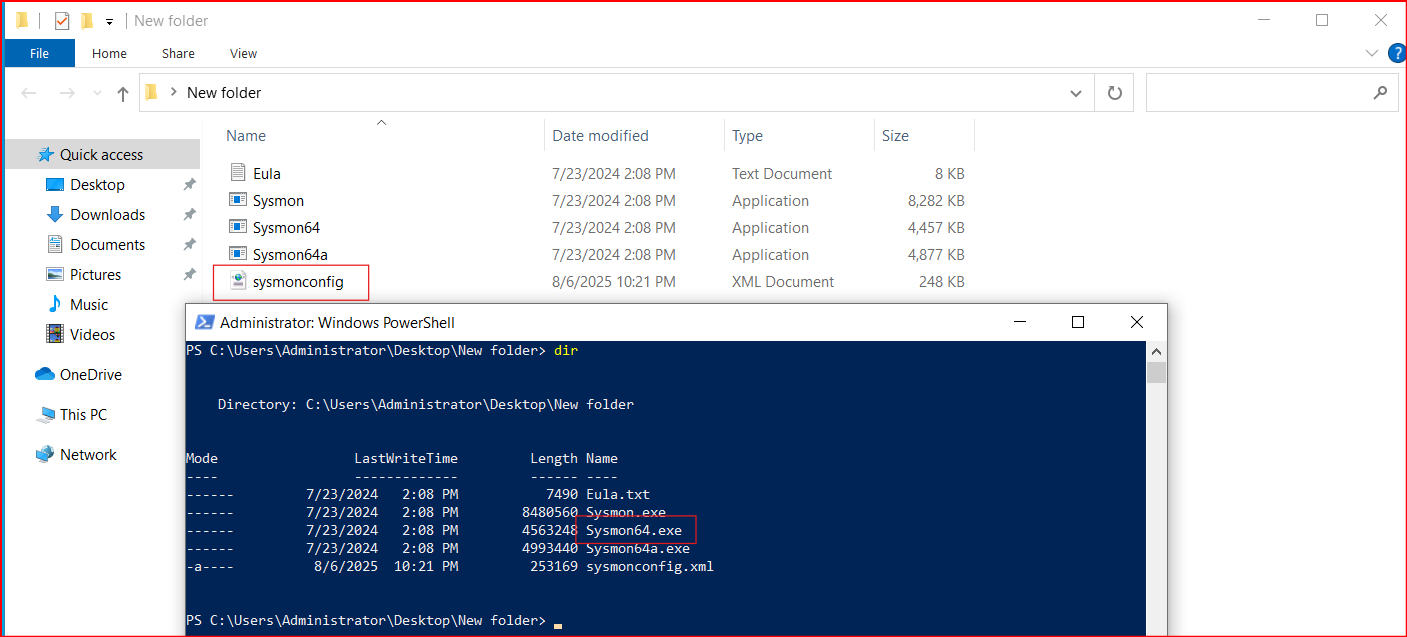 New folder
File Home Share View ?
New folder
Name Date modified Type Size
Quick access
Desktop
Downloads
Documents
Pictures
Music
Videos
OneDrive
This PC
Network
Eula 7/23/2024 2:08 PM Text Document 8 KB
Sysmon 7/23/2024 2:08 PM Application 8,282 KB
Sysmon64 7/23/2024 2:08 PM Application 4,457 KB
Sysmon64a 7/23/2024 2:08 PM Application 4,877 KB
sysmonconfig 8/6/2025 10:21 PM XML Document 248 KB
Administrator: Windows PowerShell
PS C:\Users\Administrator\Desktop\New folder> dir
Directory: C:\Users\Administrator\Desktop\New folder
Mode LastWriteTime Length Name
---- ------------- ------ ----
------ 7/23/2024 2:08 PM 7490 Eula.txt
------ 7/23/2024 2:08 PM 8480560 Sysmon.exe
------ 7/23/2024 2:08 PM 4563248 Sysmon64.exe
------ 7/23/2024 2:08 PM 4993440 Sysmon64a.exe
-a---- 8/6/2025 10:21 PM 253169 sysmonconfig.xml
PS C:\Users\Administrator\Desktop\New folder>